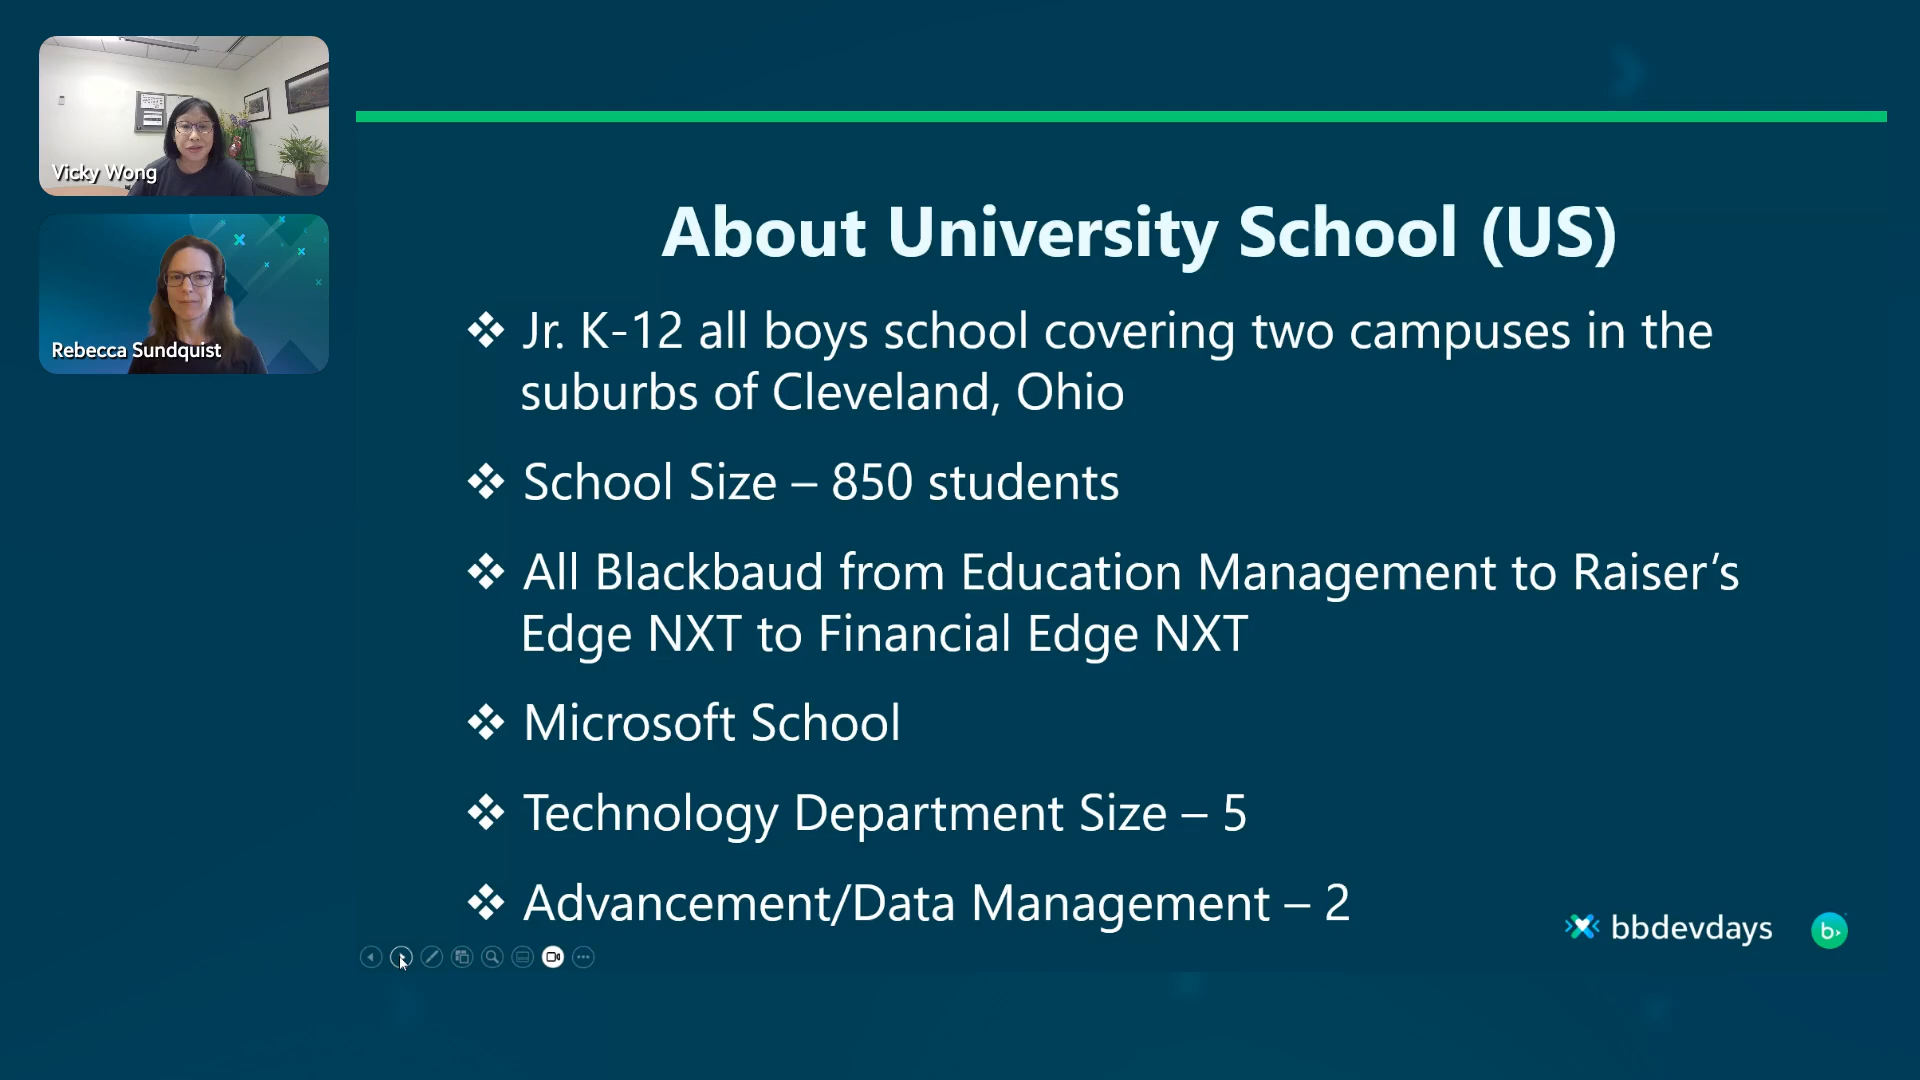 Vicky Wong
Rebecca Sundquist
About University School (US)
❖ Jr. K-12 all boys school covering two campuses in the
suburbs of Cleveland, Ohio
❖ School Size – 850 students
❖ All Blackbaud from Education Management to Raiser’s
Edge NXT to Financial Edge NXT
❖ Microsoft School
❖ Technology Department Size – 5
❖ Advancement/Data Management – 2
bbdevdays
b